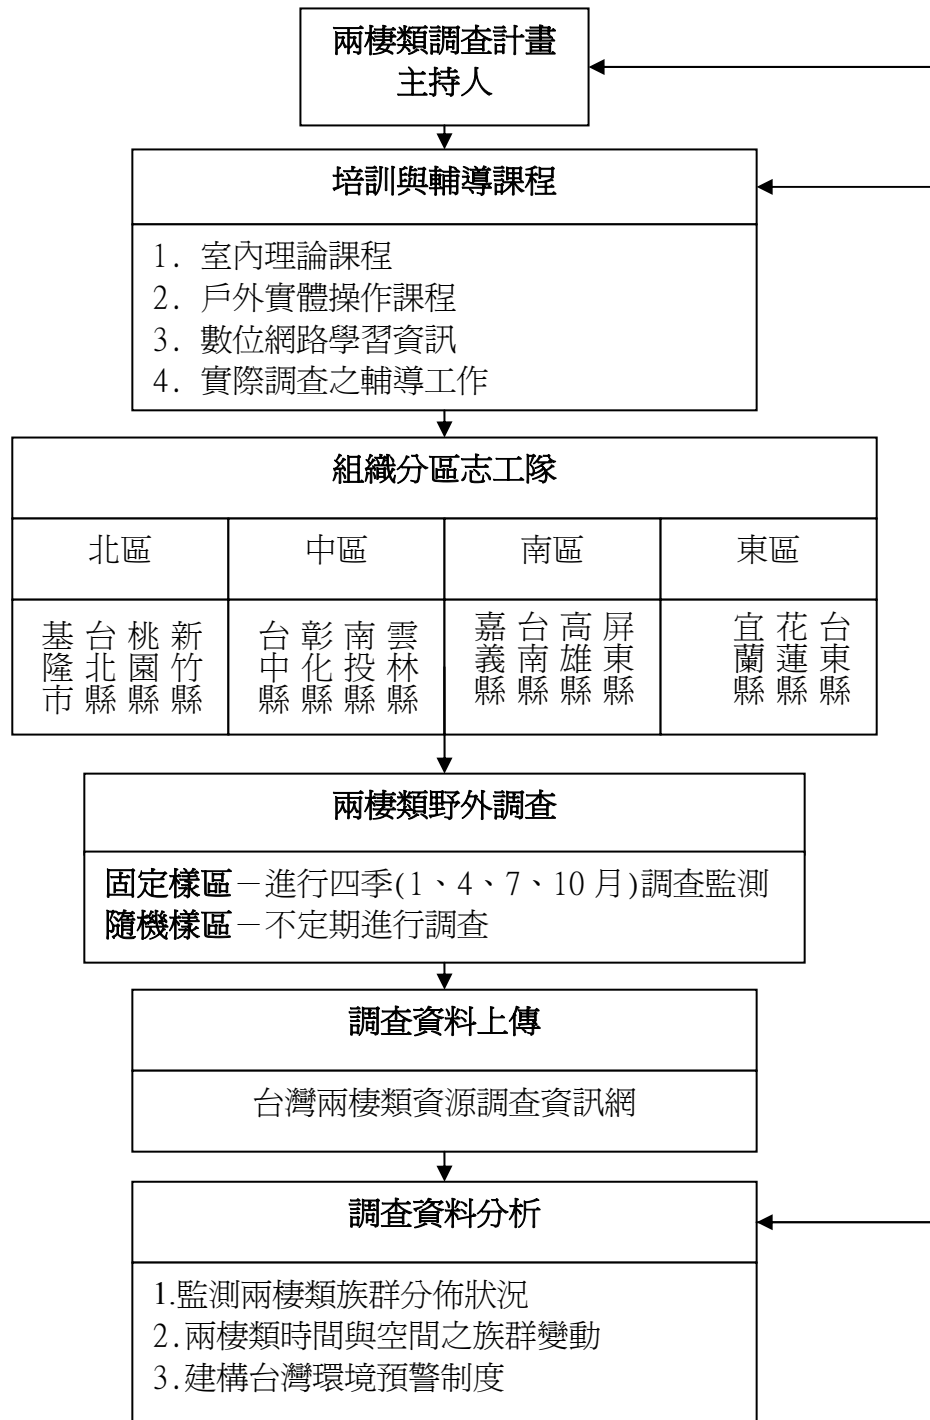 兩棲類調查計畫
主持人
培訓與輔導課程
1. 室內理論課程
2. 戶外實體操作課程
3. 數位網路學習資訊
4. 實際調查之輔導工作
組織分區志工隊
北區
中區
南區
東區
基隆市
台北縣
桃園縣
新竹縣
台中縣
彰化縣
南投縣
雲林縣
嘉義縣
台南縣
高雄縣
屏東縣
宜蘭縣
花蓮縣
台東縣
兩棲類野外調查
固定樣區－進行四季(1、4、7、10 月)調查監測
隨機樣區－不定期進行調查
調查資料上傳
台灣兩棲類資源調查資訊網
調查資料分析
1.監測兩棲類族群分佈狀況
2.兩棲類時間與空間之族群變動
3.建構台灣環境預警制度